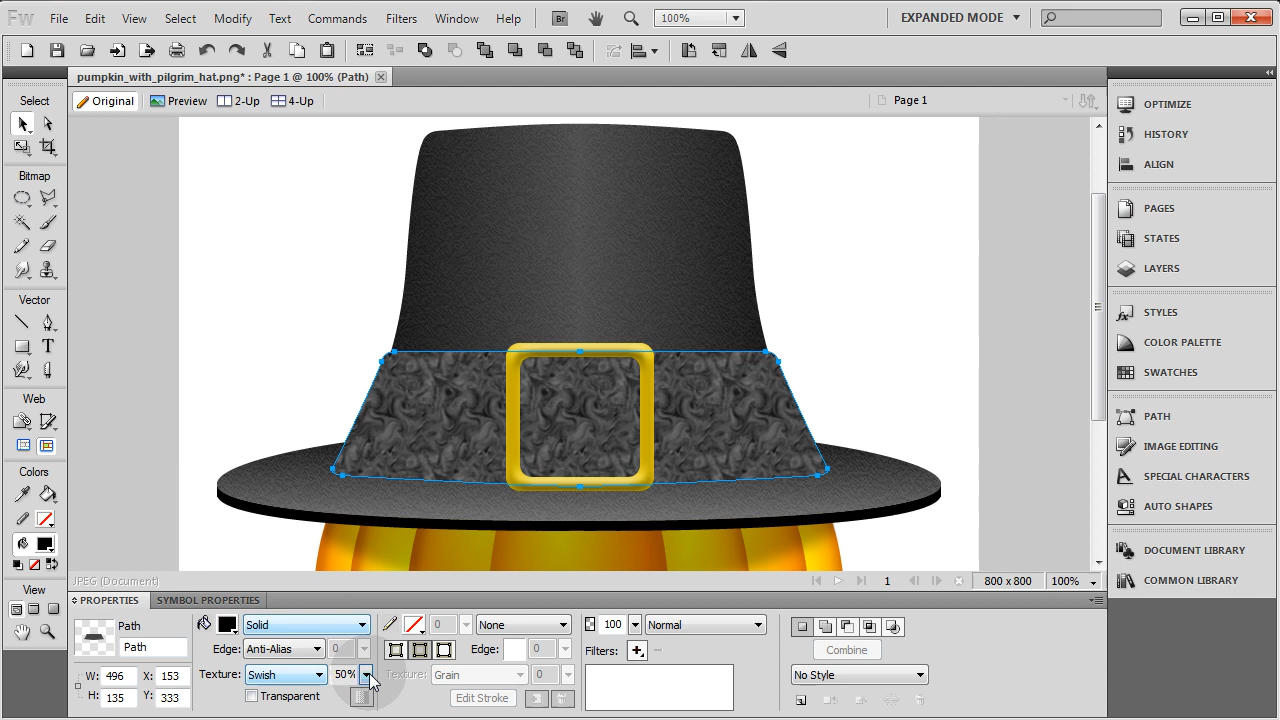 Fw File Edit View Select Modify Text Commands Filters Window Help Br 100% EXPANDED MODE
pumpkin_with_pilgrim_hat.png* : Page 1 @ 100% (Path)
Original Preview 2-Up 4-Up Page 1
Select
Bitmap
Vector
T
Web
Colors
View
OPTIMIZE
HISTORY
ALIGN
PAGES
STATES
LAYERS
STYLES
COLOR PALETTE
SWATCHES
PATH
IMAGE EDITING
SPECIAL CHARACTERS
AUTO SHAPES
DOCUMENT LIBRARY
COMMON LIBRARY
JPEG (Document) 1 800 x 800 100%
PROPERTIES SYMBOL PROPERTIES
Path Solid 0 None 100 Normal
Path Edge: Anti-Alias 0 Edge: 0 Filters: Combine
W: 496 X: 153 Texture: Swish 50% Texture: Grain 0 No Style
H: 135 Y: 333 Transparent Edit Stroke